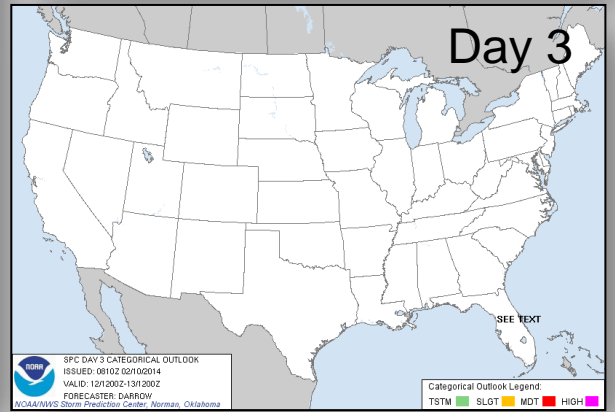 Day 3
SEE TEXT
NOAA
SPC DAY 3 CATEGORICAL OUTLOOK
ISSUED: 0810Z 02/10/2014
VALID: 12/1200Z-13/1200Z
FORECASTER: DARROW
NOAA/NWS Storm Prediction Center, Norman, Oklahoma
Categorical Outlook Legend:
TSTM SLGT MDT HIGH